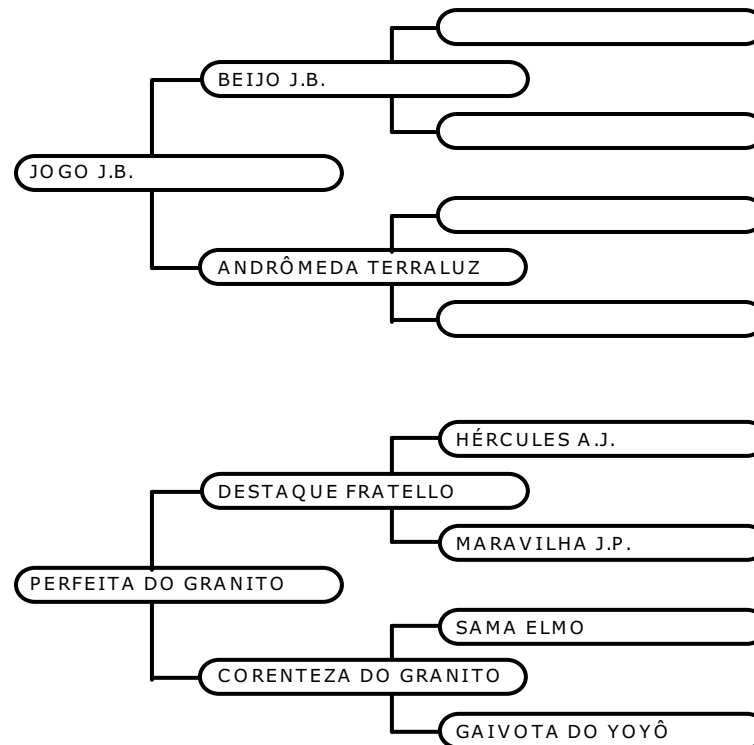 BEIJO J.B.
JOGO J.B.
ANDRÔMEDA TERRALUZ
HÉRCULES A.J.
DESTAQUE FRATELLO
MARAVILHA J.P.
PERFEITA DO GRANITO
SAMA ELMO
CORENTEZA DO GRANITO
GAIVOTA DO YOYÔ